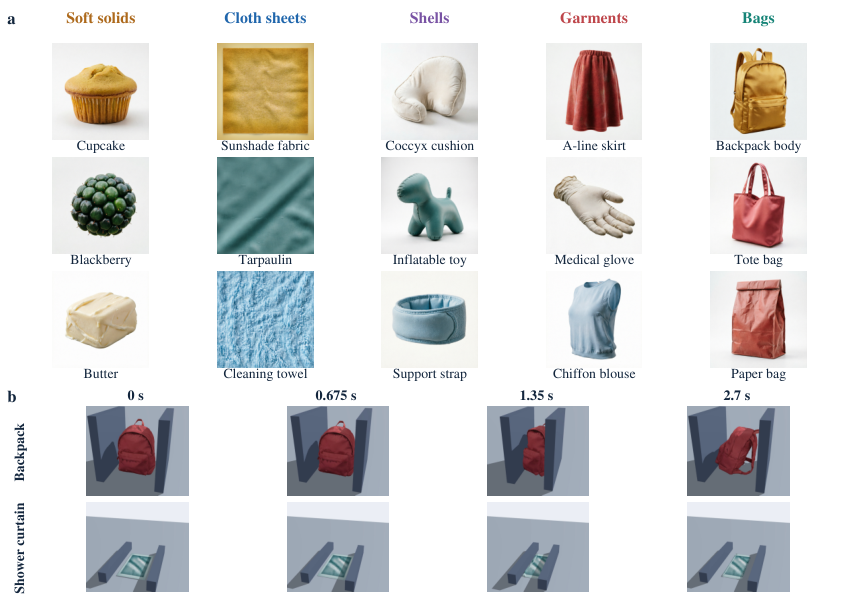 a
Soft solids Cloth sheets Shells Garments Bags
Cupcake Sunshade fabric Coccyx cushion A-line skirt Backpack body
Blackberry Tarpaulin Inflatable toy Medical glove Tote bag
Butter Cleaning towel Support strap Chiffon blouse Paper bag
b
0 s 0.675 s 1.35 s 2.7 s
Backpack
Shower curtain